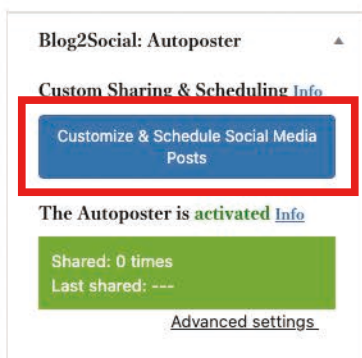 Blog2Social: Autoposter
Custom Sharing & Scheduling Info
Customize & Schedule Social Media
Posts
The Autoposter is activated Info
Shared: 0 times
Last shared: ---
Advanced settings